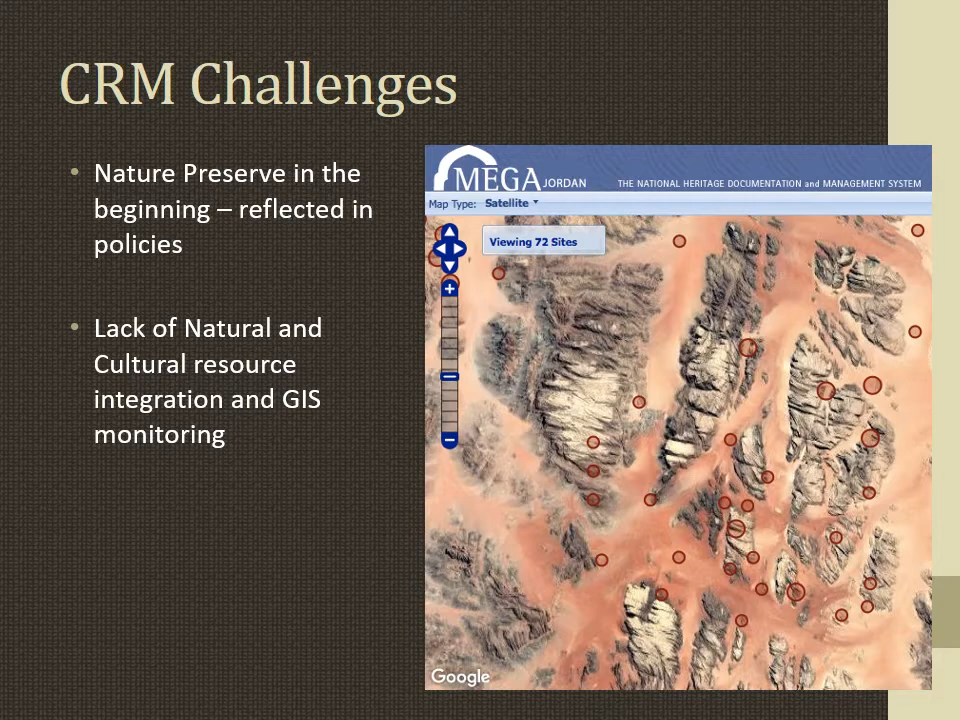 CRM Challenges
• Nature Preserve in the
beginning – reflected in
policies
• Lack of Natural and
Cultural resource
integration and GIS
monitoring
MEGA JORDAN
THE NATIONAL HERITAGE DOCUMENTATION and MANAGEMENT SYSTEM
Map Type: Satellite
Viewing 72 Sites
Google